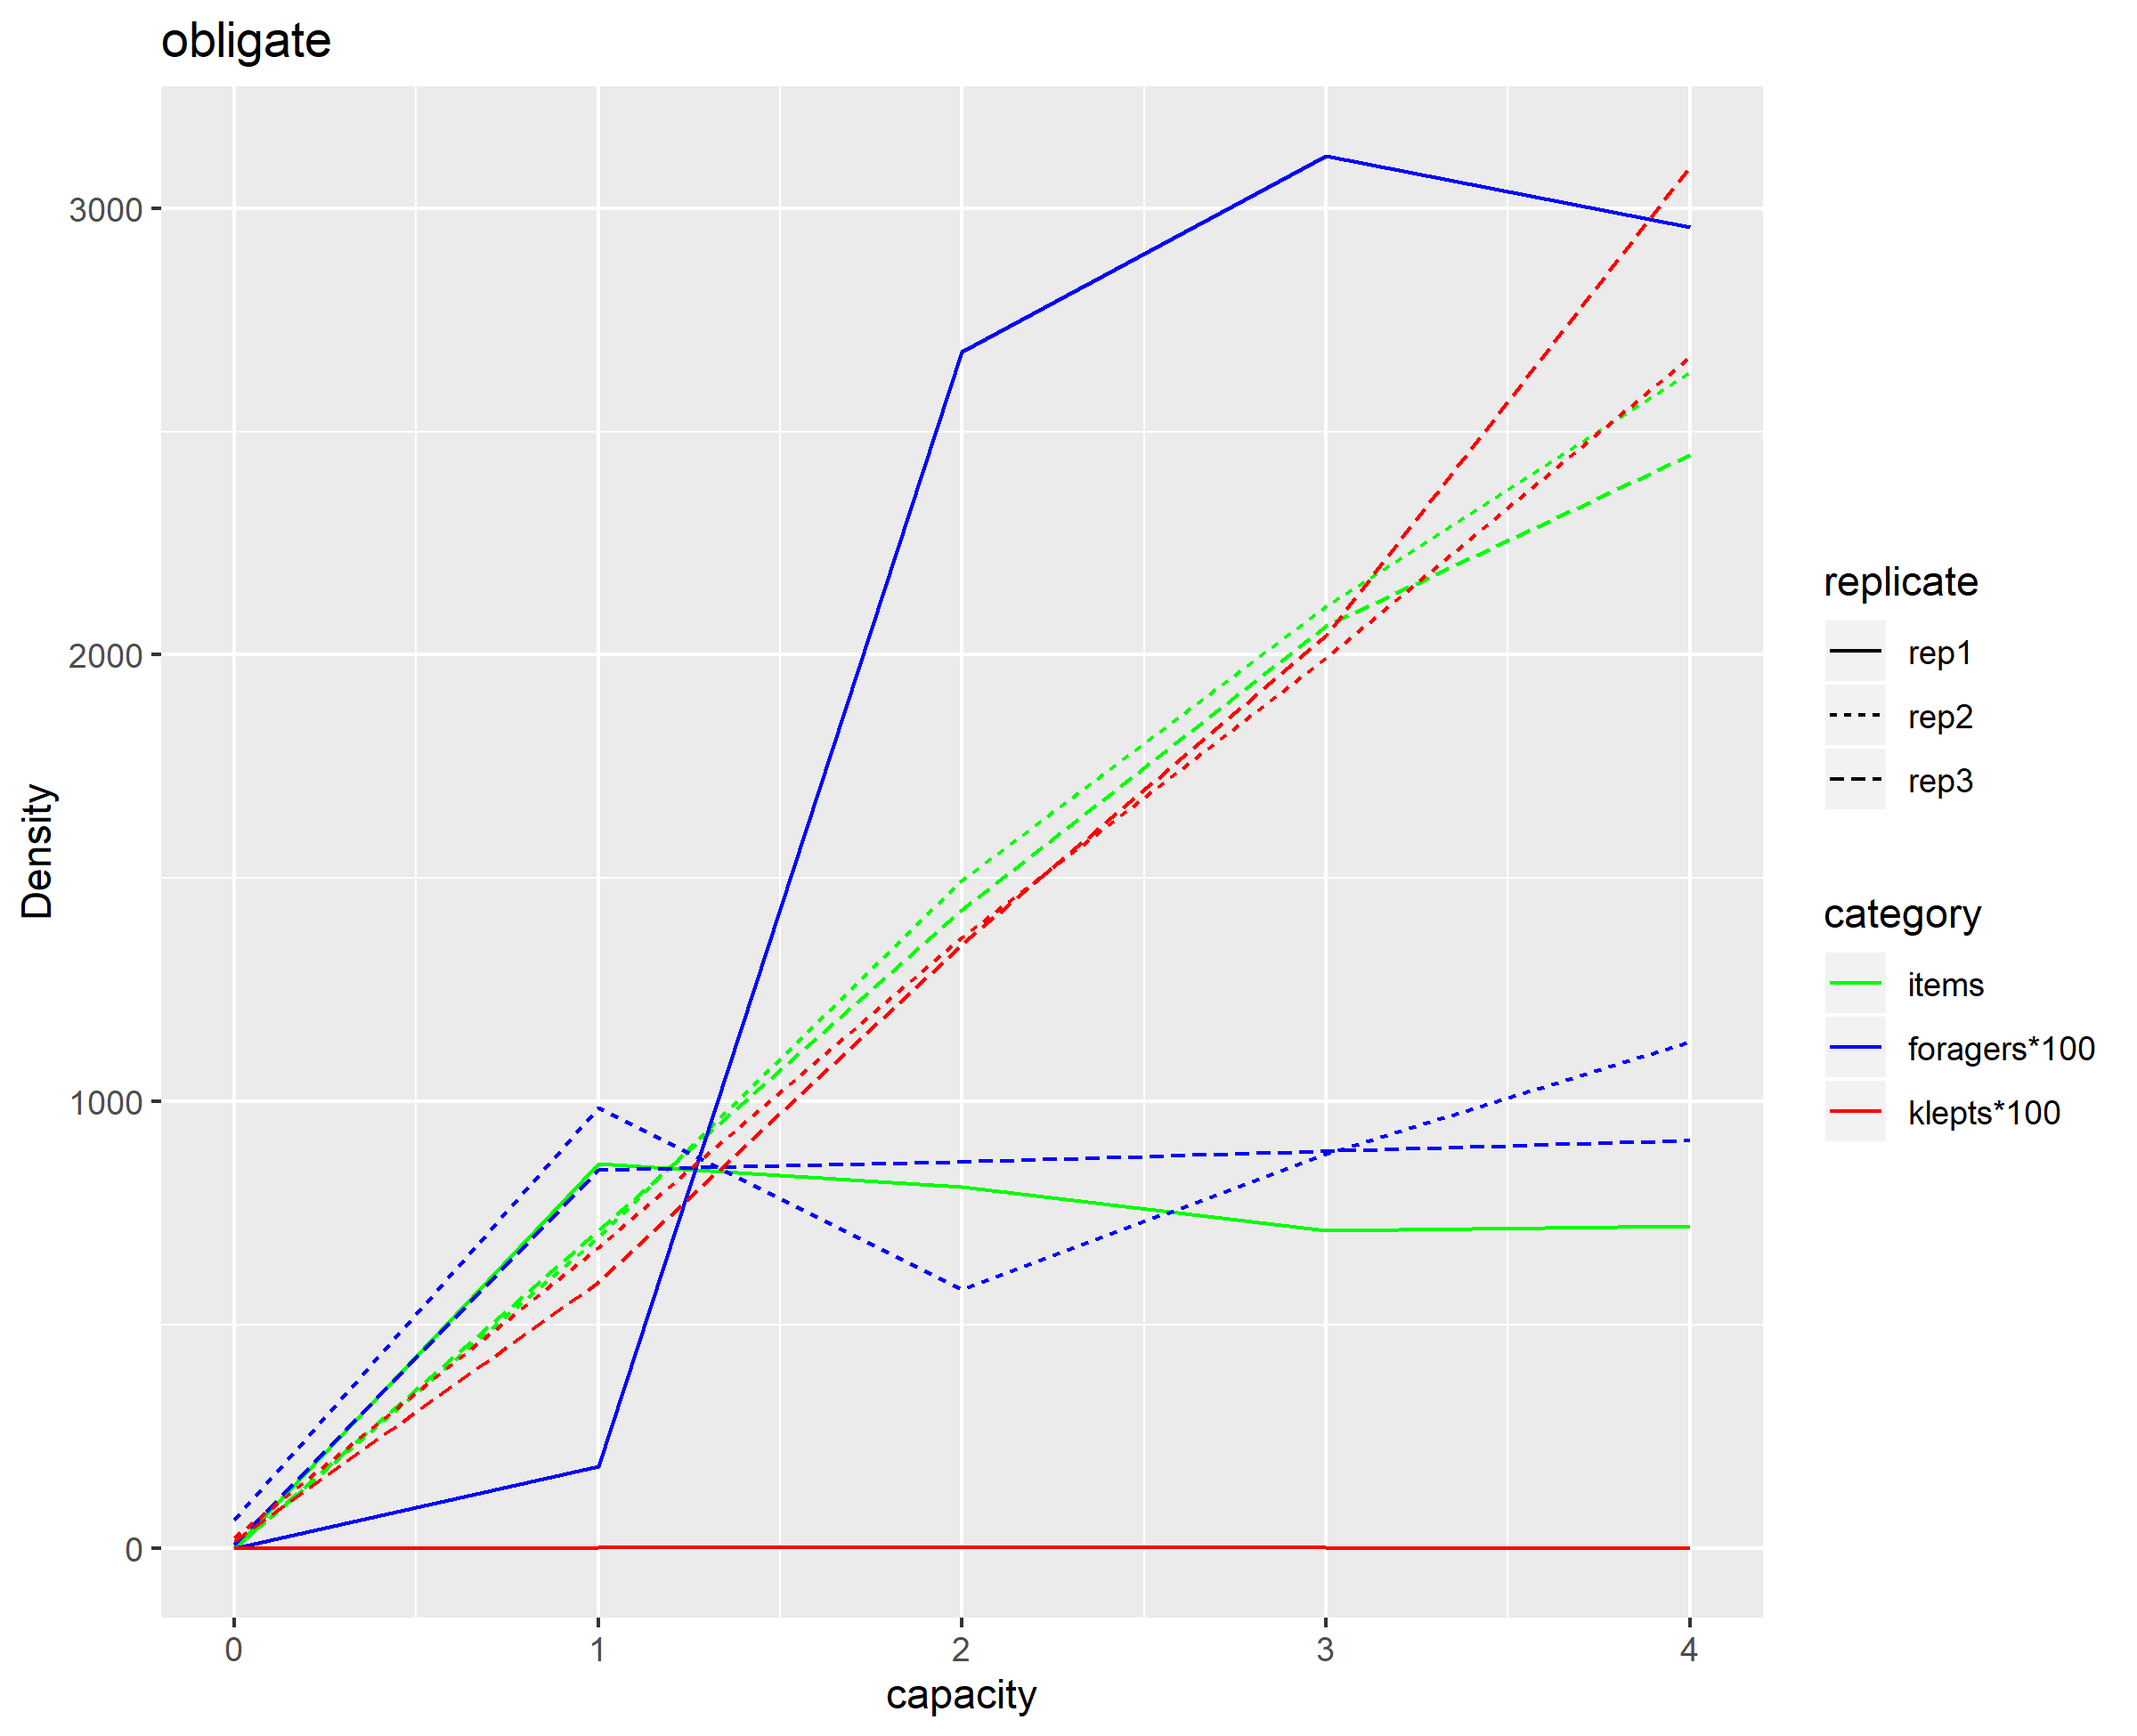 obligate
3000
2000
1000
0
Density
0 1 2 3 4
capacity
replicate
rep1
rep2
rep3
category
items
foragers*100
klepts*100